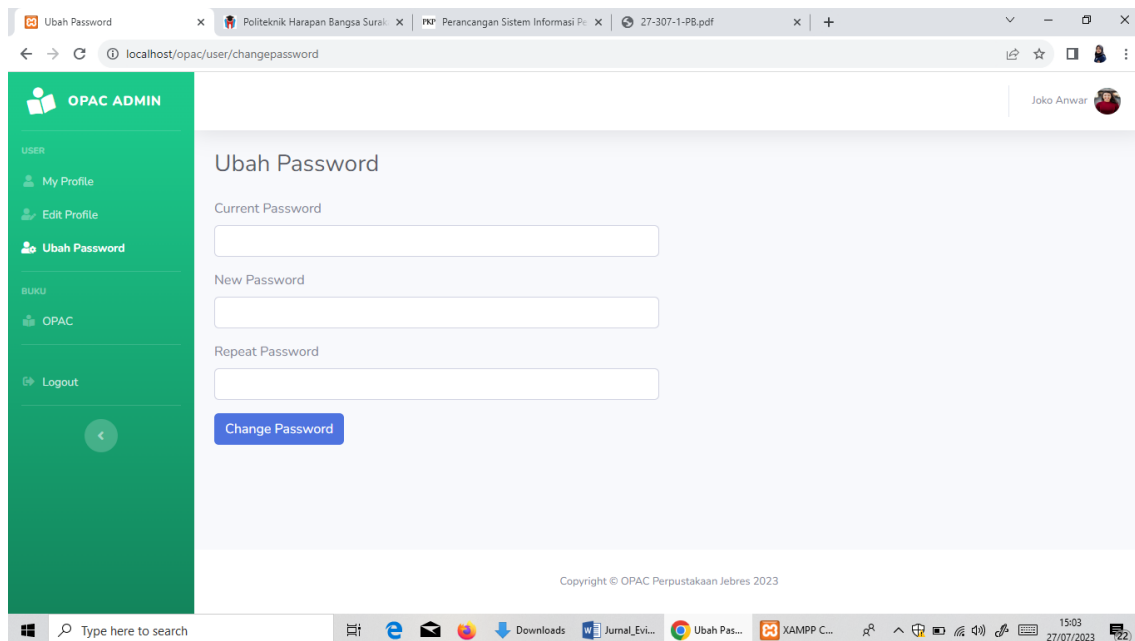 Ubah Password
Politeknik Harapan Bangsa Surak
PKP Perancangan Sistem Informasi Pe
27-307-1-PB.pdf
localhost/opac/user/changepassword
OPAC ADMIN
Joko Anwar
USER
My Profile
Edit Profile
Ubah Password
BUKU
OPAC
Logout
Ubah Password
Current Password
New Password
Repeat Password
Change Password
Copyright © OPAC Perpustakaan Jebres 2023
Type here to search
Downloads
Jurnal_Evi...
Ubah Pas...
XAMPP C...
15:03
27/07/2023
22